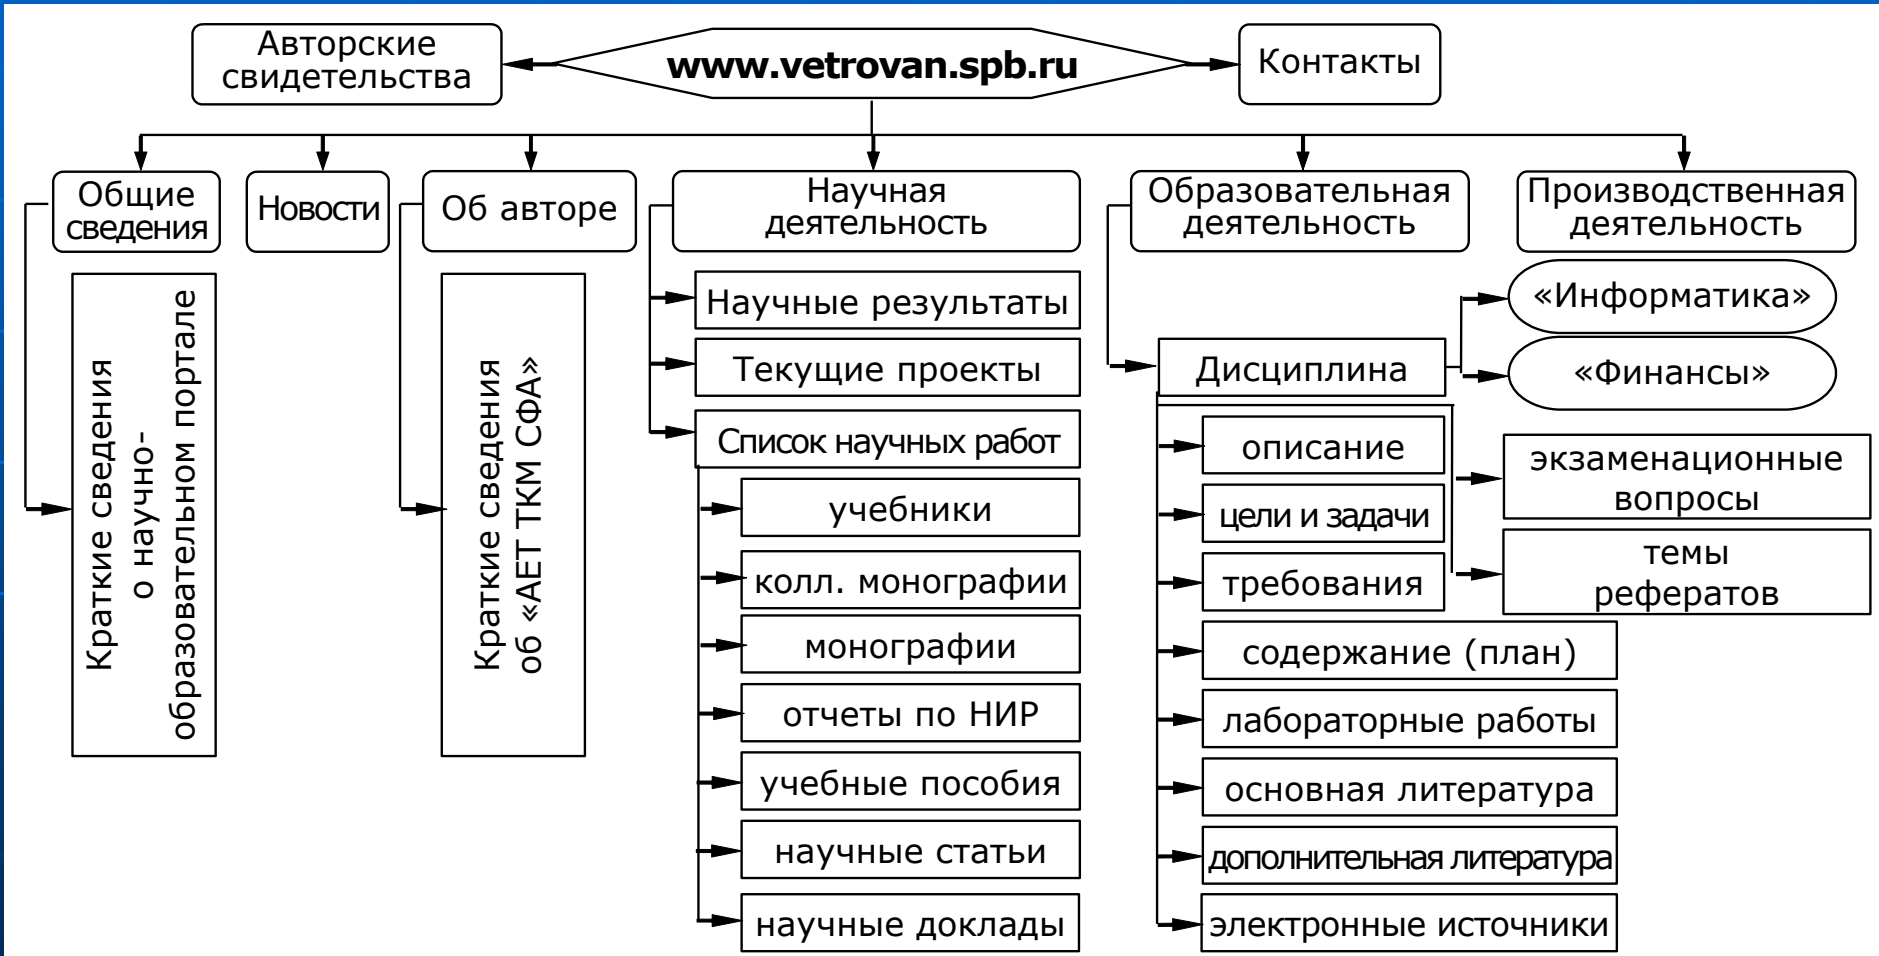 Авторские
свидетельства
www.vetrovan.spb.ru
Контакты
Общие
сведения
Новости
Об авторе
Научная
деятельность
Образовательная
деятельность
Производственная
деятельность
Краткие сведения
о научно-
образовательном портале
Краткие сведения
об «АЕТ ТКМ СФА»
Научные результаты
Текущие проекты
Список научных работ
учебники
колл. монографии
монографии
отчеты по НИР
учебные пособия
научные статьи
научные доклады
Дисциплина
«Информатика»
«Финансы»
описание
цели и задачи
требования
содержание (план)
лабораторные работы
основная литература
дополнительная литература
электронные источники
экзаменационные
вопросы
темы
рефератов